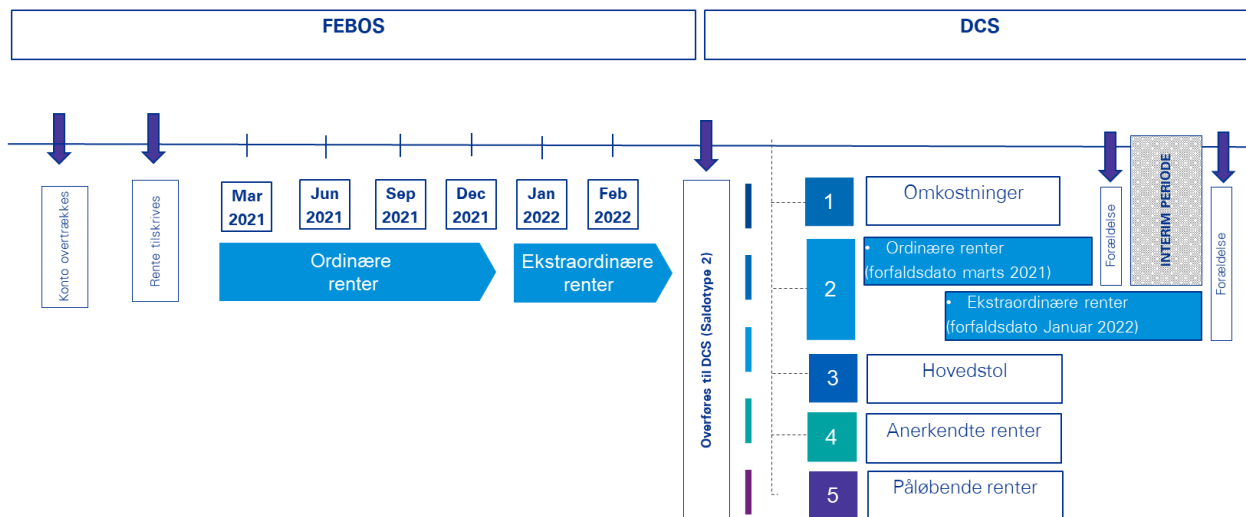 FEBOS
DCS
Konto overtrækkes
Rente tilskrives
Mar
2021
Jun
2021
Sep
2021
Dec
2021
Jan
2022
Feb
2022
Ordinære
renter
Ekstraordinære
renter
Overføres til DCS (Saldotype 2)
1
Omkostninger
2
• Ordinære renter
(forfaldsdato marts 2021)
• Ekstraordinære renter
(forfaldsdato Januar 2022)
3
Hovedstol
4
Anerkendte renter
5
Påløbende renter
Forældelse
INTERIM PERIODE
Forældelse